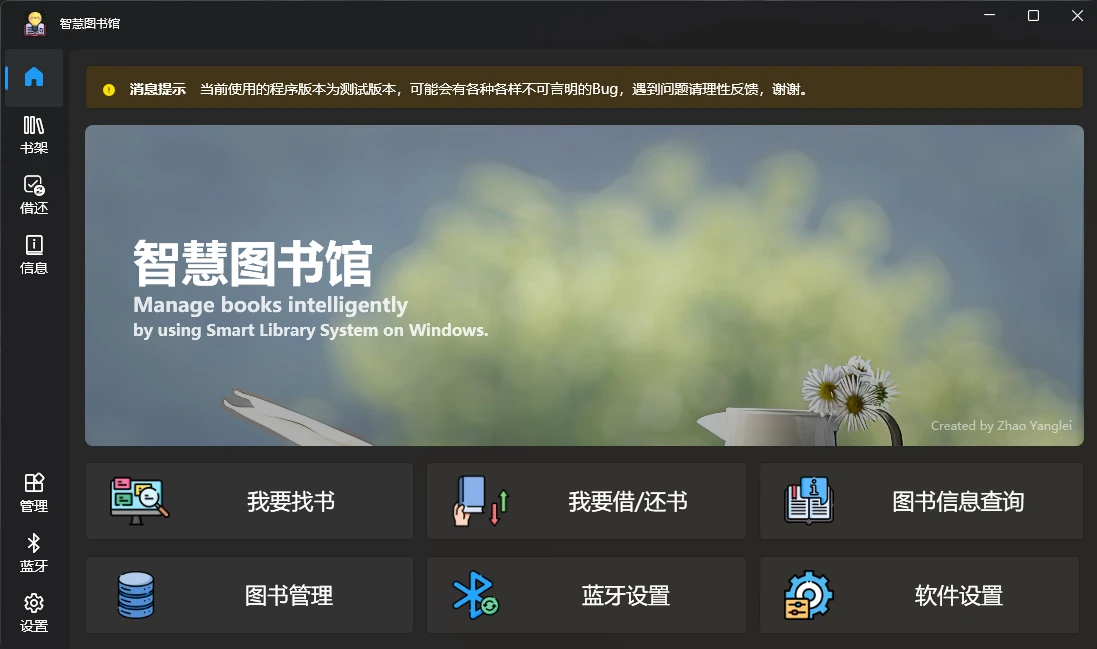 智慧图书馆
消息提示 当前使用的程序版本为测试版本，可能会有各种各样不可言明的Bug，遇到问题请理性反馈，谢谢。
书架
借还
信息
管理
蓝牙
设置
智慧图书馆
Manage books intelligently
by using Smart Library System on Windows.
Created by Zhao Yanglei
我要找书
我要借/还书
图书信息查询
图书管理
蓝牙设置
软件设置